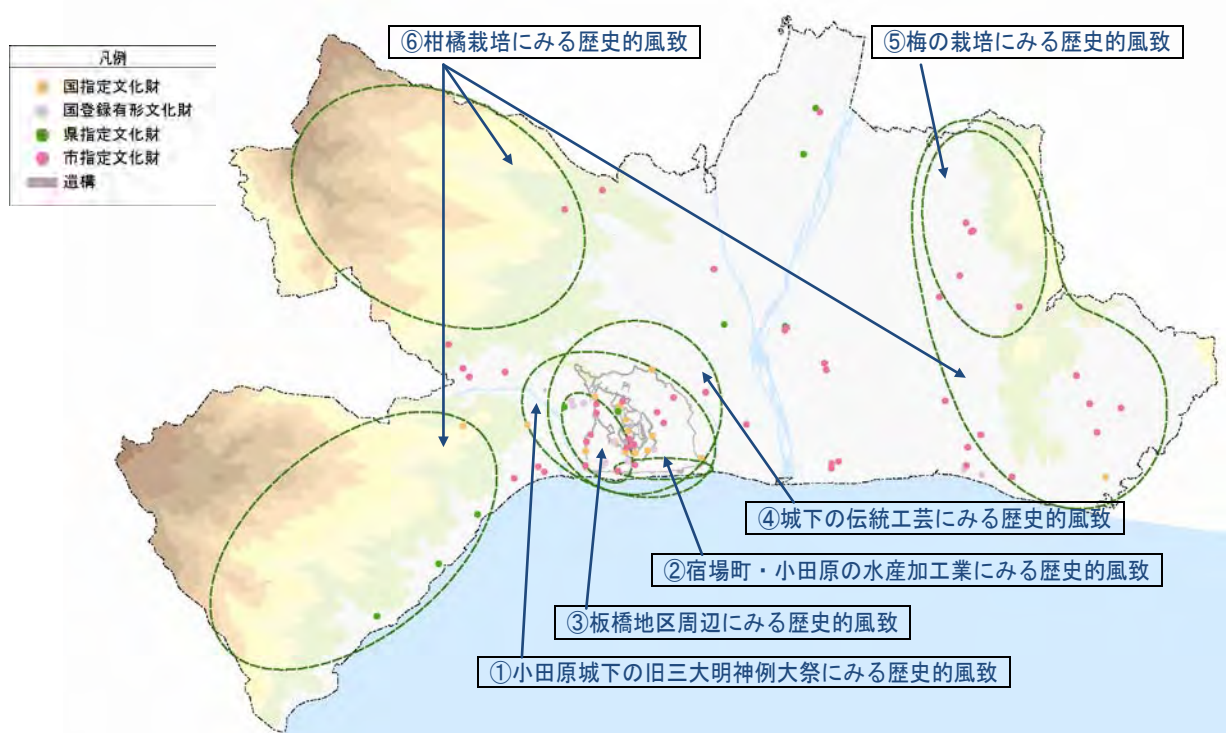 ⑥柑橘栽培にみる歴史的風致
⑤梅の栽培にみる歴史的風致
凡例
国指定文化財
国登録有形文化財
県指定文化財
市指定文化財
遺構
④城下の伝統工芸にみる歴史的風致
②宿場町・小田原の水産加工業にみる歴史的風致
③板橋地区周辺にみる歴史的風致
①小田原城下の旧三大明神例大祭にみる歴史的風致